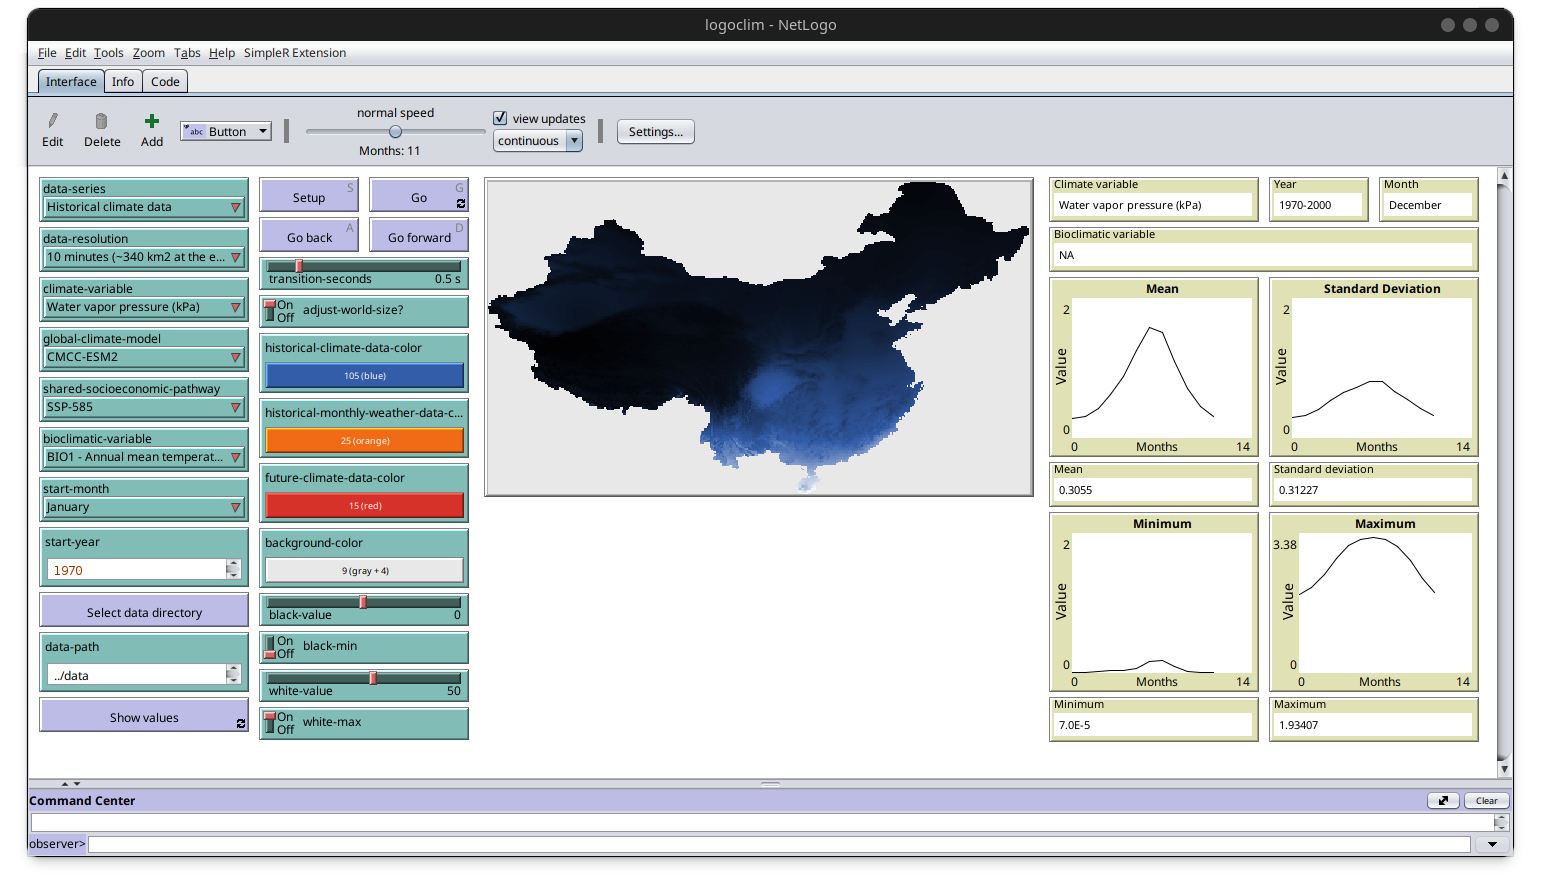 logoclim - NetLogo
File Edit Tools Zoom Tabs Help SimpleR Extension
Interface Info Code
Edit Delete Add abc Button
normal speed
Months: 11
view updates
continuous
Settings...
data-series
Historical climate data
data-resolution
10 minutes (~340 km2 at the e...
climate-variable
Water vapor pressure (kPa)
global-climate-model
CMCC-ESM2
shared-socioeconomic-pathway
SSP-585
bioclimatic-variable
BIO1 - Annual mean temperat...
start-month
January
start-year
1970
Select data directory
data-path
../data
Show values
Setup S
Go G
Go back A
Go forward D
transition-seconds 0.5 s
On
Off
adjust-world-size?
historical-climate-data-color
105 (blue)
historical-monthly-weather-data-c...
25 (orange)
future-climate-data-color
15 (red)
background-color
9 (gray + 4)
black-value 0
On
Off
black-min
white-value 50
On
Off
white-max
Climate variable
Water vapor pressure (kPa)
Year
1970-2000
Month
December
Bioclimatic variable
NA
Mean
2
Value
0
0 Months 14
Standard Deviation
2
Value
0
0 Months 14
Mean
0.3055
Standard deviation
0.31227
Minimum
2
Value
0
0 Months 14
Maximum
3.38
Value
0
0 Months 14
Minimum
7.0E-5
Maximum
1.93407
Command Center
Clear
observer>